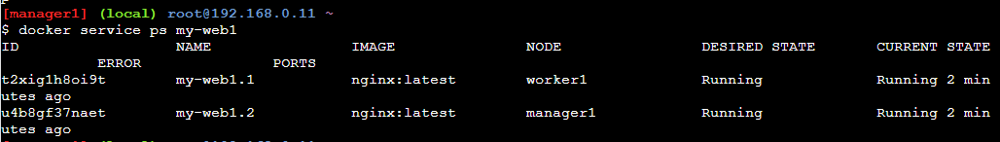 [manager1] (local) root@192.168.0.11 ~
$ docker service ps my-web1
ID NAME IMAGE NODE DESIRED STATE CURRENT STATE
ERROR PORTS
t2xig1h8oi9t my-web1.1 nginx:latest worker1 Running Running 2 min
utes ago
u4b8gf37naet my-web1.2 nginx:latest manager1 Running Running 2 min
utes ago